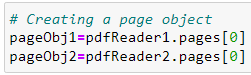 # Creating a page object
pageObj1=pdfReader1.pages[0]
pageObj2=pdfReader2.pages[0]